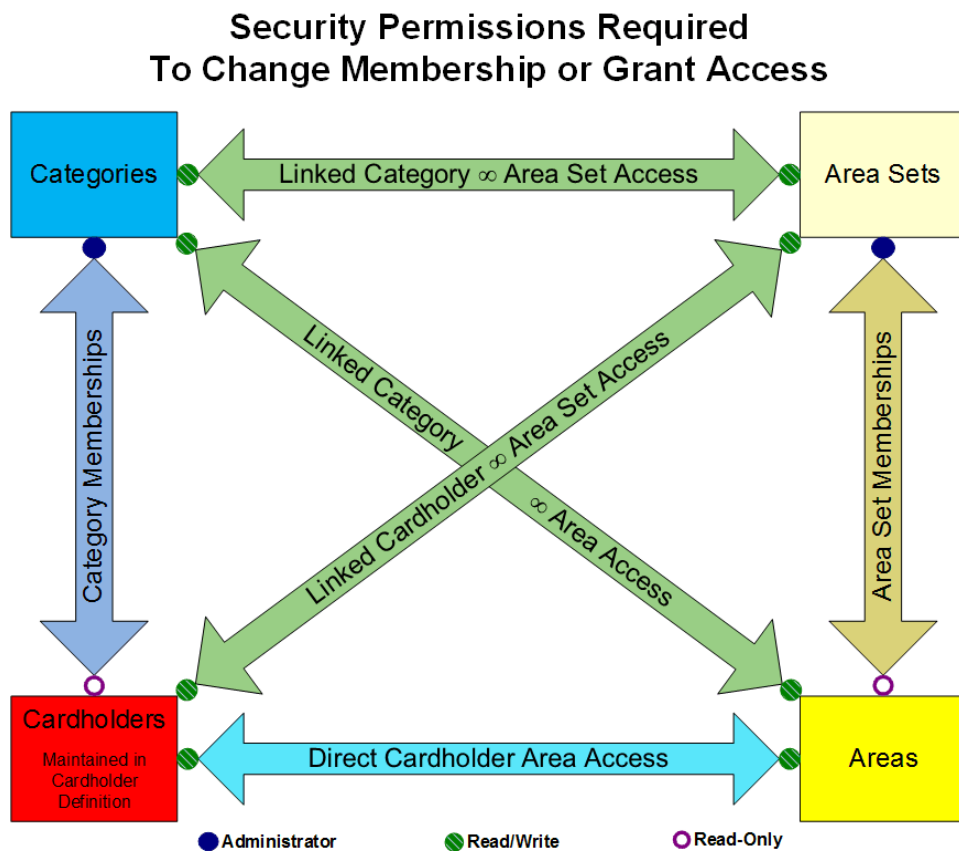 Security Permissions Required
To Change Membership or Grant Access
Categories
Linked Category ∞ Area Set Access
Area Sets
Category Memberships
Linked Category ∞ Area Access
Linked Cardholder ∞ Area Set Access
Area Set Memberships
Cardholders
Maintained in
Cardholder
Definition
Direct Cardholder Area Access
Areas
Administrator
Read/Write
Read-Only